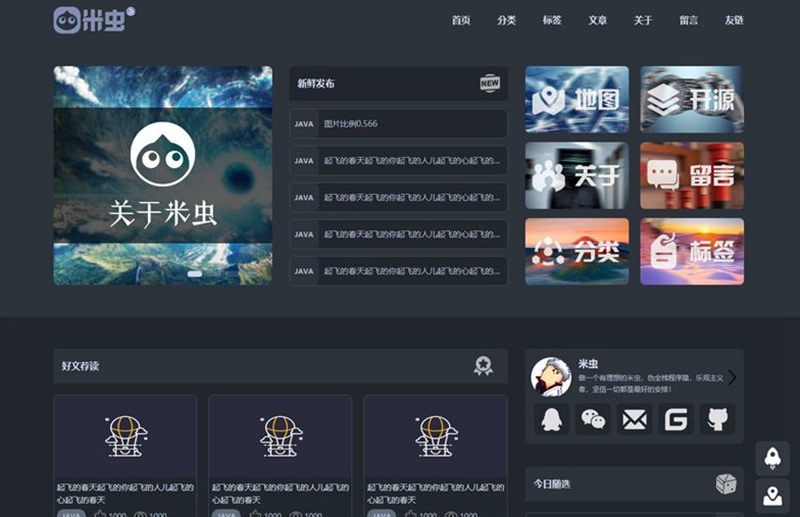 米虫
首页 分类 标签 文章 关于 留言 友链
关于米虫
新鲜发布
NEW
JAVA 图片比例0.566
JAVA 起飞的春天起飞的你起飞的人儿起飞的心起飞的...
JAVA 起飞的春天起飞的你起飞的人儿起飞的心起飞的...
JAVA 起飞的春天起飞的你起飞的人儿起飞的心起飞的...
JAVA 起飞的春天起飞的你起飞的人儿起飞的心起飞的...
地图
开源
关于
留言
分类
标签
好文荐读
起飞的春天起飞的你起飞的人儿起飞的
心起飞的春天
JAVA 1000 1000
起飞的春天起飞的你起飞的人儿起飞的
心起飞的春天
JAVA 1000 1000
起飞的春天起飞的你起飞的人儿起飞的
心起飞的春天
JAVA 1000 1000
米虫
做一个有理想的米虫，伪全栈程序猿，乐观主义
者，坚信一切都是最好的安排！
今日随选